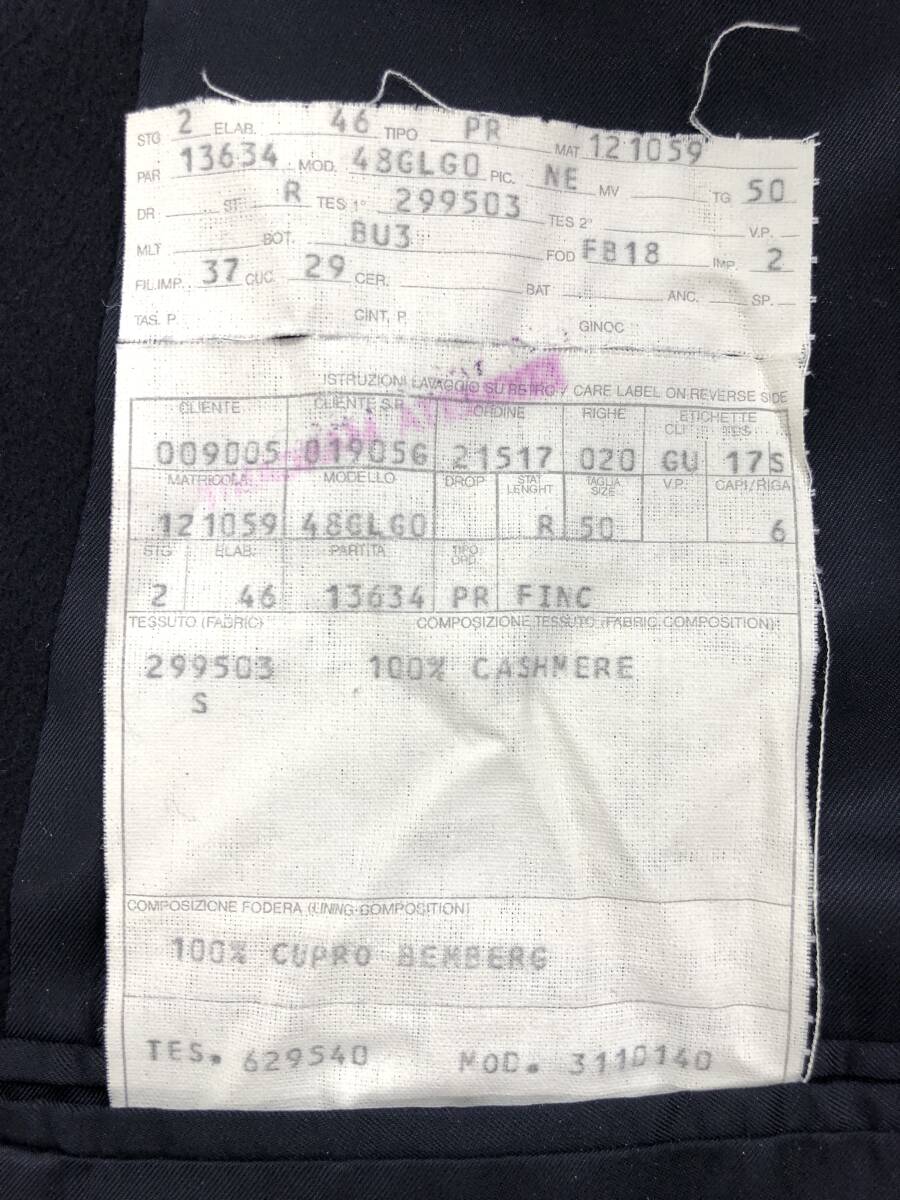 STG 2 ELAB. 46 TIPO PR MAT 121059
PAR 13634 MOD. 48GLGO PIC. NE MV TG 50
DR ST R TES 1° 299503 TES 2° V.P.
MLT BOT. BU3 FOD FB18 IMP. 2
FIL.IMP. 37 CUC. 29 CER. BAT ANC. SP.
TAS. P. CINT. P. GINOC
ISTRUZIONI LAVAGGIO SU RETRO / CARE LABEL ON REVERSE SIDE
CLIENTE CLIENTE S.P. ORDINE RIGHE ETICHETTE
CLI TES.
009005 019056 21517 020 GU 17 S
MATRICOLA MODELLO DROP STAT LENGHT TAGLIA SIZE V.P. CAPI/RIGA
121059 48GLGO R 50 6
STG ELAB. PARTITA TIPO ORD.
2 46 13634 PR FINC
TESSUTO (FABRIC) COMPOSIZIONE TESSUTO (FABRIC COMPOSITION)
299503 100% CASHMERE
S
COMPOSIZIONE FODERA (LINING COMPOSITION)
100% CUPRO BEMBERG
TES. 629540 MOD. 3110140